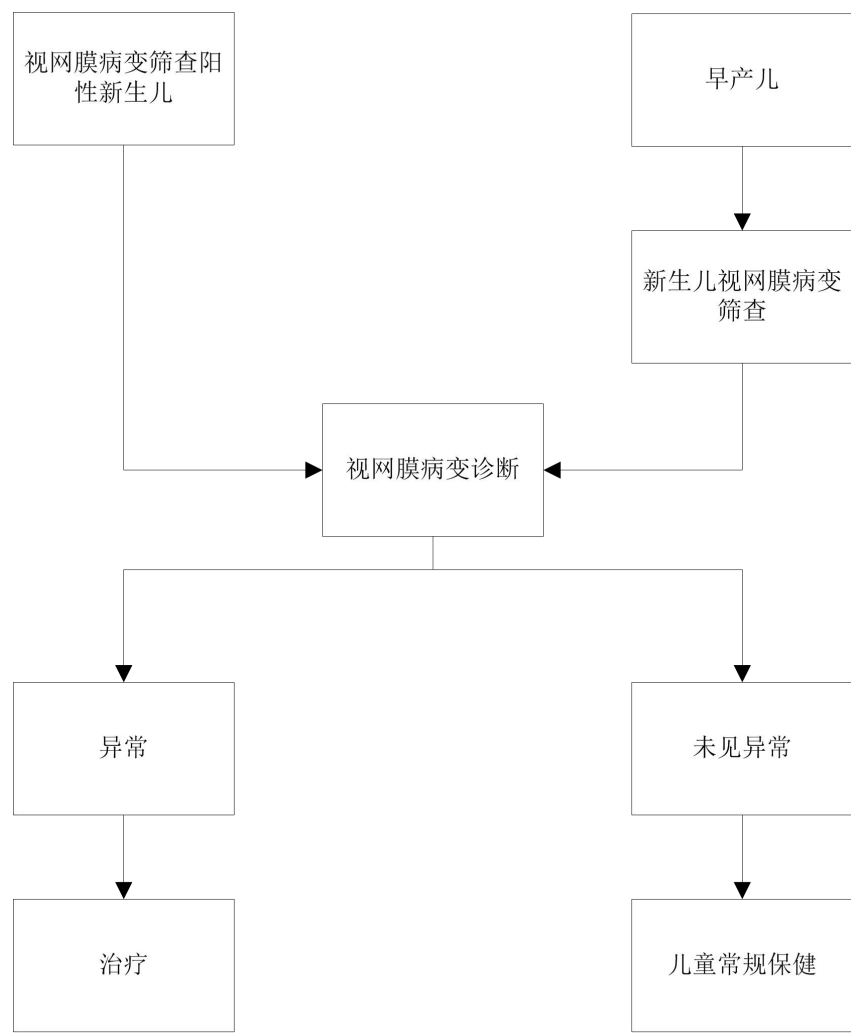 视网膜病变筛查阳
性新生儿
早产儿
新生儿视网膜病变
筛查
视网膜病变诊断
异常
未见异常
治疗
儿童常规保健